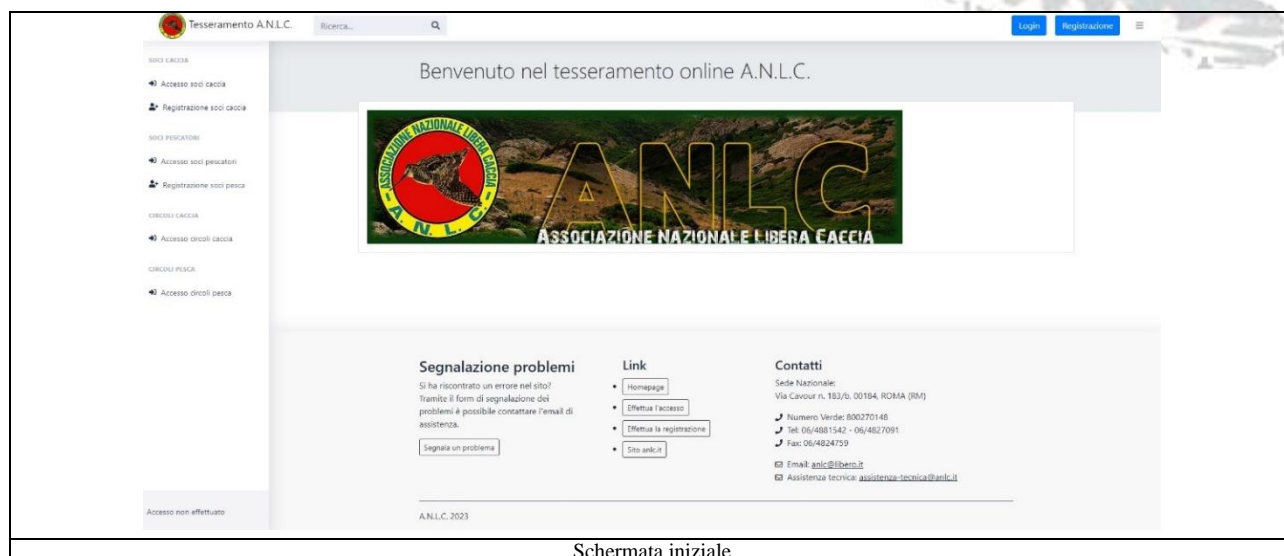 Tesseramento A.N.L.C.
Ricerca...
Login
Registrazione
SOCI CACCIA
Accesso soci caccia
Registrazione soci caccia
SOCI PESCATORI
Accesso soci pescatori
Registrazione soci pesca
CIRCOLI CACCIA
Accesso circoli caccia
CIRCOLI PESCA
Accesso circoli pesca
Accesso non effettuato
Benvenuto nel tesseramento online A.N.L.C.
ASSOCIAZIONE NAZIONALE LIBERA CACCIA
A. N. L. C.
ANLC
ASSOCIAZIONE NAZIONALE LIBERA CACCIA
Segnalazione problemi
Si ha riscontrato un errore nel sito?
Tramite il form di segnalazione dei
problemi è possibile contattare l'email di
assistenza.
Segnala un problema
Link
Homepage
Effettua l'accesso
Effettua la registrazione
Sito anlc.it
Contatti
Sede Nazionale:
Via Cavour n. 183/b, 00184, ROMA (RM)
Numero Verde: 800270148
Tel: 06/4881542 - 06/4827091
Fax: 06/4824759
Email: anlc@libero.it
Assistenza tecnica: assistenza-tecnica@anlc.it
A.N.L.C. 2023
Schermata iniziale